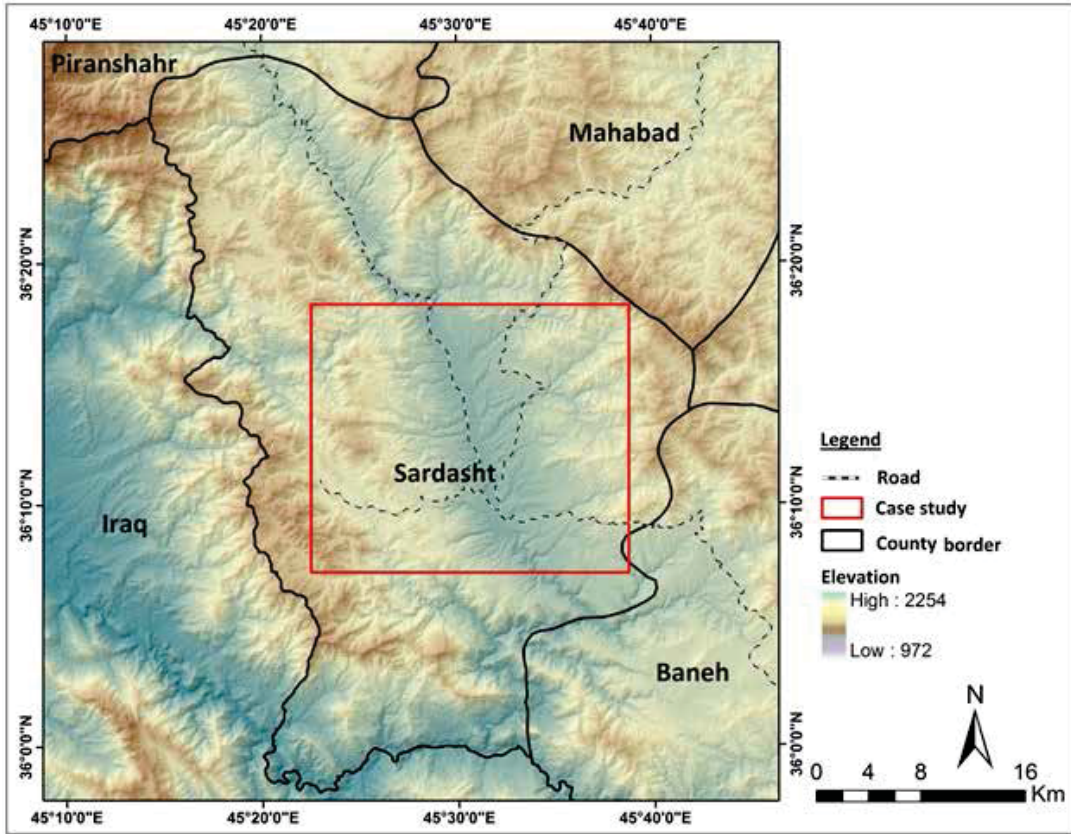 45°10'0"E 45°20'0"E 45°30'0"E 45°40'0"E
Piranshahr
Mahabad
36°20'0"N 36°20'0"N
Sardasht
36°10'0"N 36°10'0"N
Iraq
Baneh
36°0'0"N 36°0'0"N
45°10'0"E 45°20'0"E 45°30'0"E 45°40'0"E
Legend
Road
Case study
County border
Elevation
High : 2254
Low : 972
N
0 4 8 16
Km